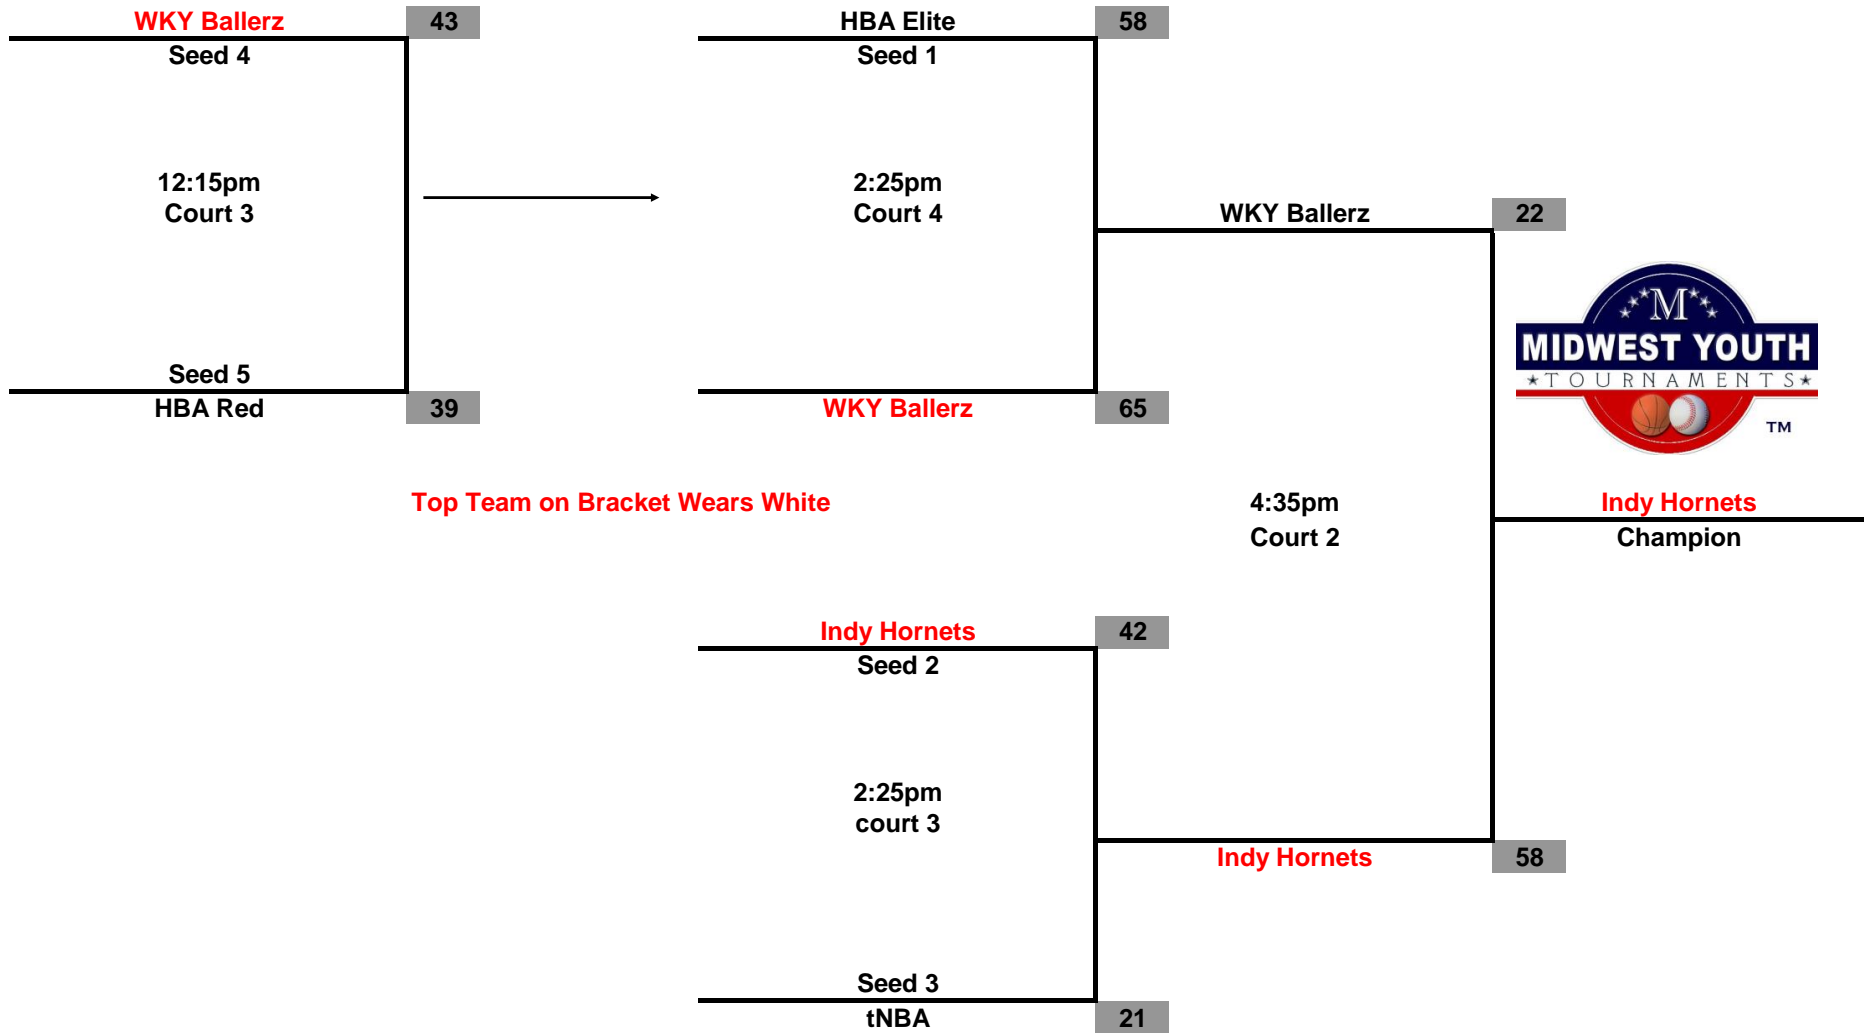 WKY Ballerz 43
Seed 4
12:15pm
Court 3
Seed 5
HBA Red 39
HBA Elite 58
Seed 1
2:25pm
Court 4
WKY Ballerz 65
WKY Ballerz 22
M
MIDWEST YOUTH
TOURNAMENTS
TM
Top Team on Bracket Wears White
4:35pm
Court 2
Indy Hornets
Champion
Indy Hornets 42
Seed 2
2:25pm
court 3
Indy Hornets 58
Seed 3
tNBA 21